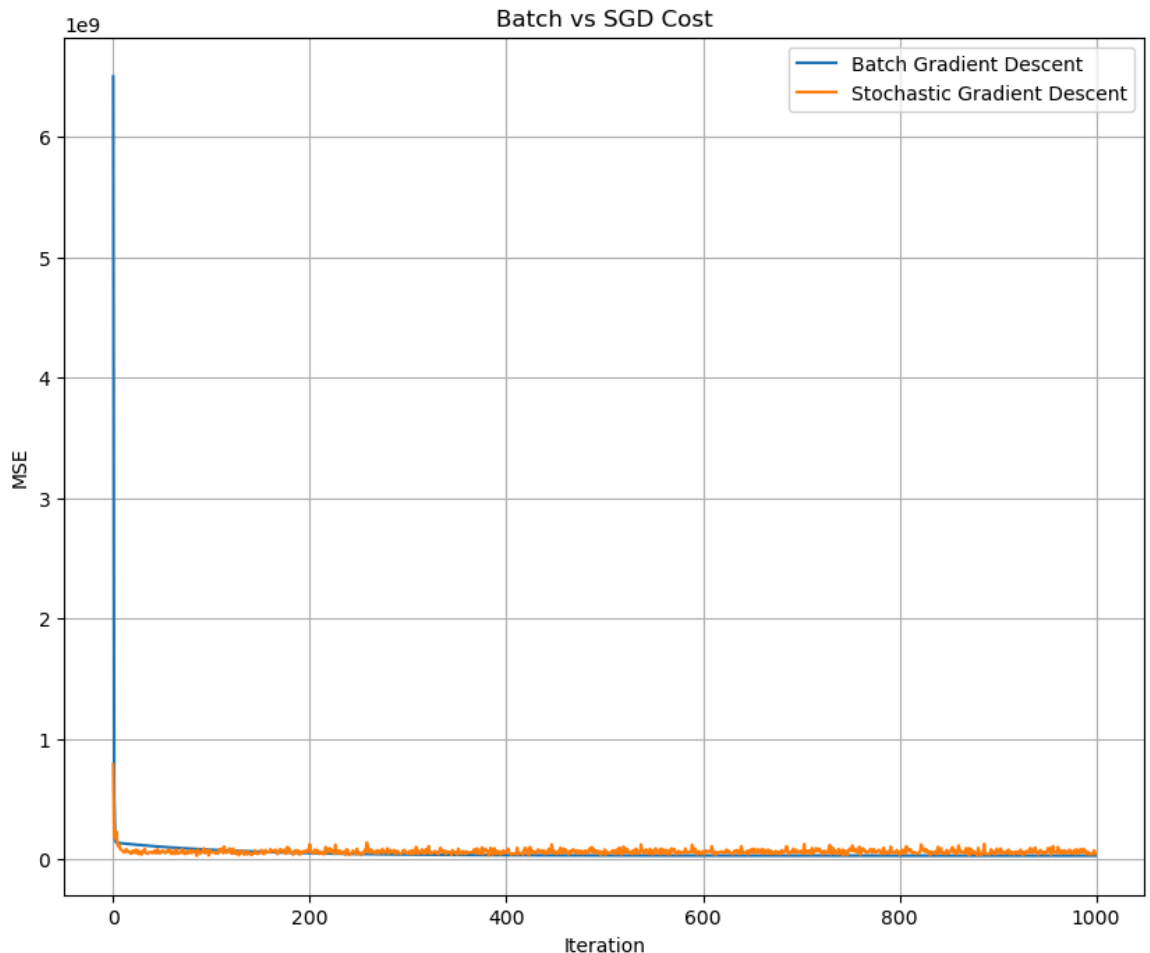 Batch vs SGD Cost
1e9
Batch Gradient Descent
Stochastic Gradient Descent
6
5
4
3
2
1
0
MSE
0 200 400 600 800 1000
Iteration